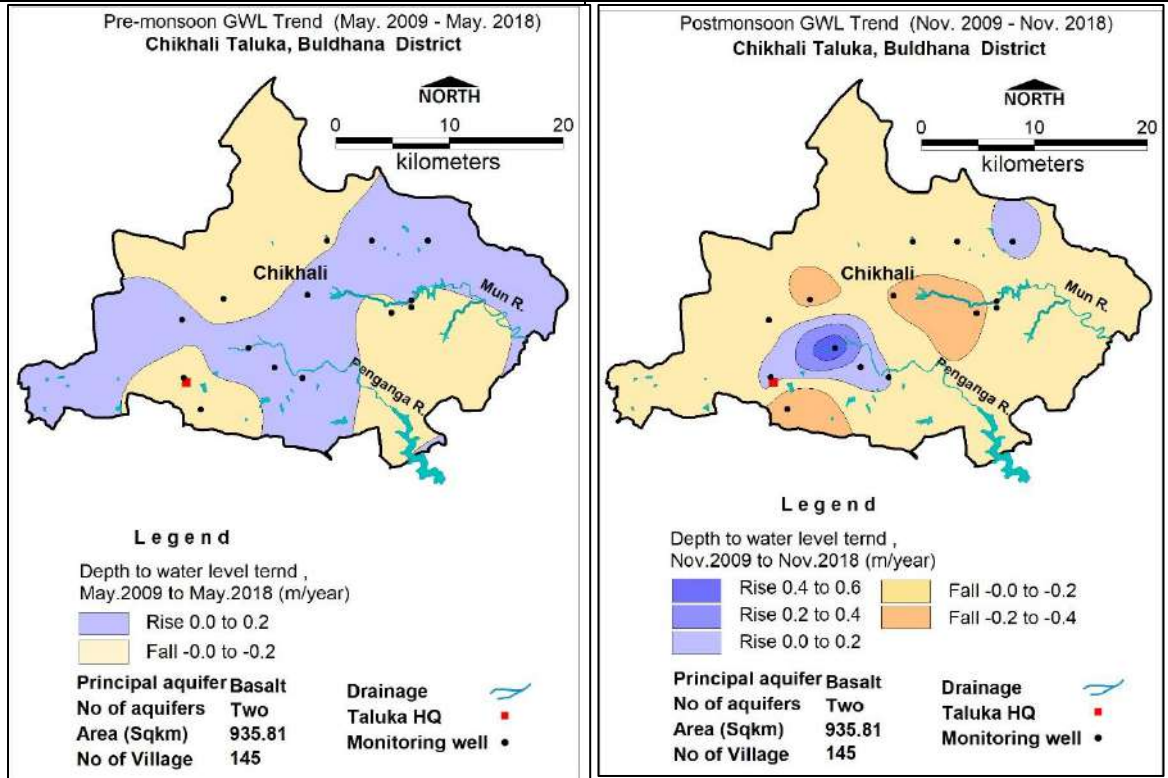 Pre-monsoon GWL Trend (May. 2009 - May. 2018)
Chikhali Taluka, Buldhana District
NORTH
0 10 20
kilometers
Chikhali
Mun R.
Penganga R.
Legend
Depth to water level ternd ,
May.2009 to May.2018 (m/year)
Rise 0.0 to 0.2
Fall -0.0 to -0.2
Principal aquifer Basalt
No of aquifers Two
Area (Sqkm) 935.81
No of Village 145
Drainage
Taluka HQ
Monitoring well
Postmonsoon GWL Trend (Nov. 2009 - Nov. 2018)
Chikhali Taluka, Buldhana District
NORTH
0 10 20
kilometers
Chikhali
Mun R.
Penganga R.
Legend
Depth to water level ternd ,
Nov.2009 to Nov.2018 (m/year)
Rise 0.4 to 0.6
Rise 0.2 to 0.4
Rise 0.0 to 0.2
Fall -0.0 to -0.2
Fall -0.2 to -0.4
Principal aquifer Basalt
No of aquifers Two
Area (Sqkm) 935.81
No of Village 145
Drainage
Taluka HQ
Monitoring well